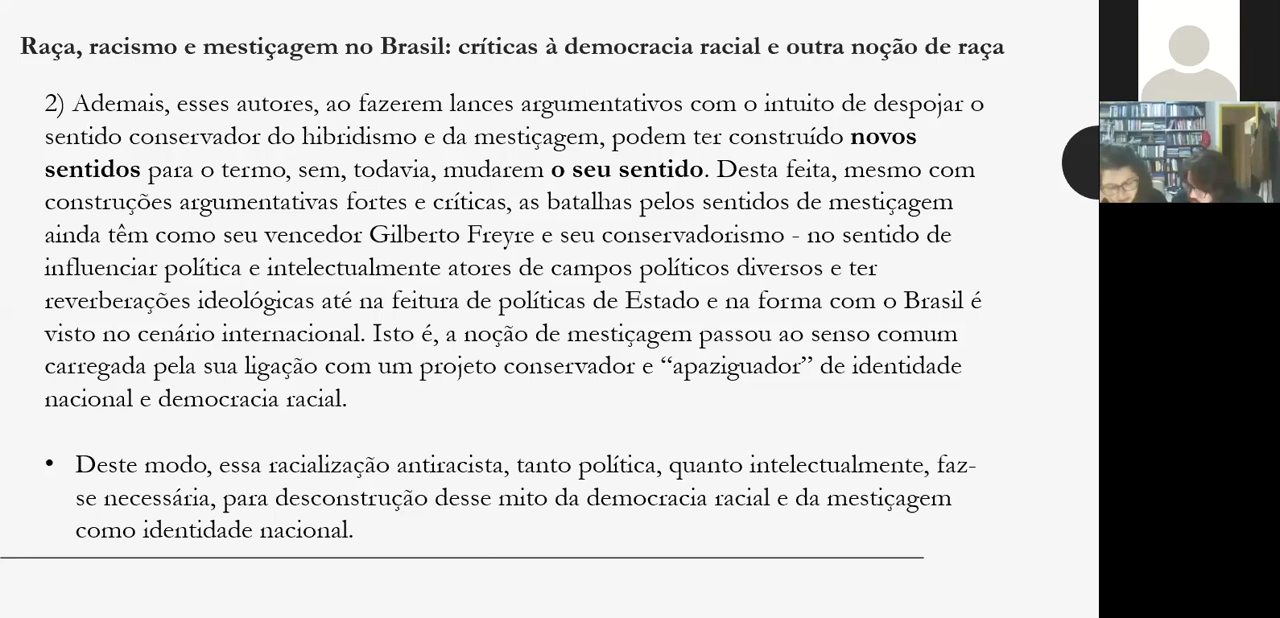 Raça, racismo e mestiçagem no Brasil: críticas à democracia racial e outra noção de raça
2) Ademais, esses autores, ao fazerem lances argumentativos com o intuito de despojar o
sentido conservador do hibridismo e da mestiçagem, podem ter construído novos
sentidos para o termo, sem, todavia, mudarem o seu sentido. Desta feita, mesmo com
construções argumentativas fortes e críticas, as batalhas pelos sentidos de mestiçagem
ainda têm como seu vencedor Gilberto Freyre e seu conservadorismo - no sentido de
influenciar política e intelectualmente atores de campos políticos diversos e ter
reverberações ideológicas até na feitura de políticas de Estado e na forma com o Brasil é
visto no cenário internacional. Isto é, a noção de mestiçagem passou ao senso comum
carregada pela sua ligação com um projeto conservador e “apaziguador” de identidade
nacional e democracia racial.
• Deste modo, essa racialização antiracista, tanto política, quanto intelectualmente, faz-
se necessária, para desconstrução desse mito da democracia racial e da mestiçagem
como identidade nacional.